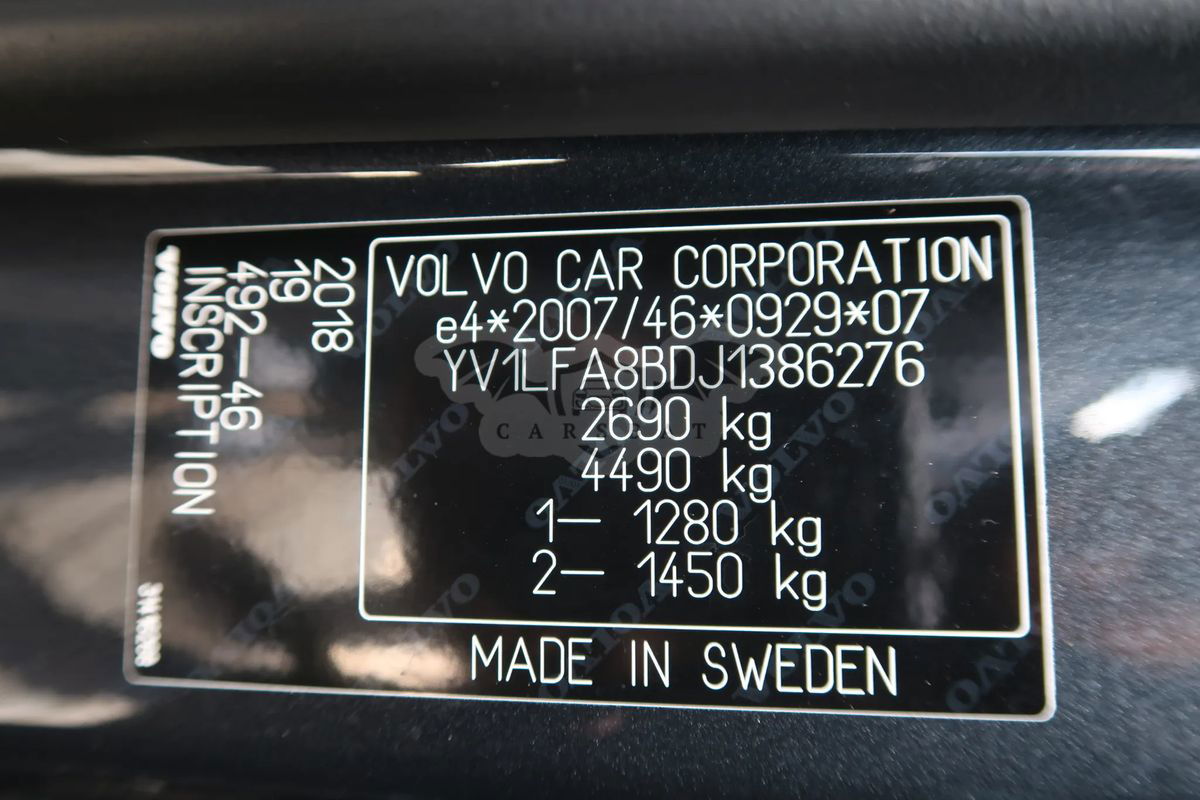 VOLVO
2018
19
492-46
INSCRIPTION
VOLVO CAR CORPORATION
e4*2007/46*0929*07
YV1LFA8BDJ1386276
2690 kg
4490 kg
1- 1280 kg
2- 1450 kg
MADE IN SWEDEN
CARSBAT